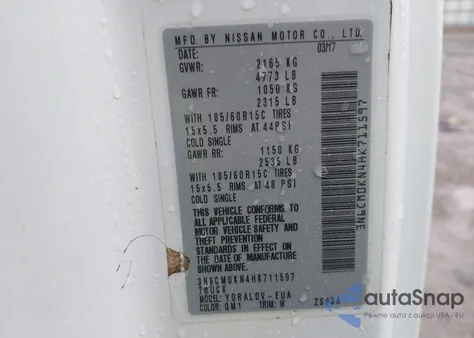 MFD. BY NISSAN MOTOR CO., LTD.
DATE: 03/17
GVWR: 2165 KG
4773 LB
GAWR FR: 1050 KG
2315 LB
WITH 185/60R15C TIRES
15x5.5 RIMS AT 44PSI
COLD SINGLE
GAWR RR: 1150 KG
2535 LB
WITH 185/60R15C TIRES
15x5.5 RIMS AT 48 PSI
COLD SINGLE
THIS VEHICLE CONFORMS TO
ALL APPLICABLE FEDERAL
MOTOR VEHICLE SAFETY AND
THEFT PREVENTION
STANDARDS IN EFFECT ON
THE DATE OF MANUFACTURE
SHOWN ABOVE.
3N6CM0KN4HK711597
TRUCK
MODEL: YDRALDV-EUA
COLOR: QM1 TRIM: W
3N6CM0KN4HK711597
AutoSnap
Pewne auta z USA i EU